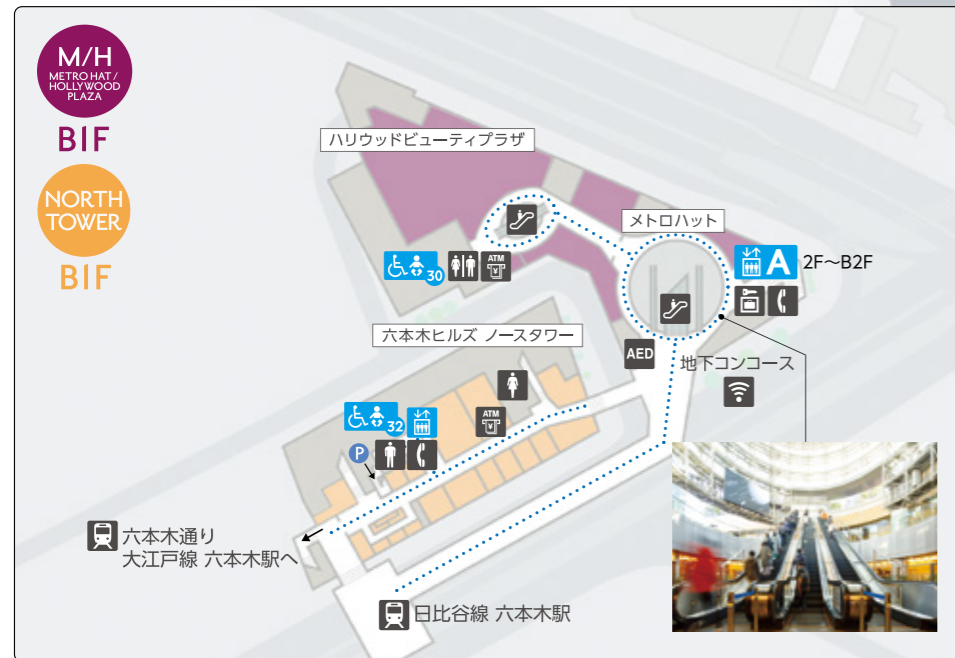 M/H
METRO HAT /
HOLLYWOOD
PLAZA
B1F
NORTH
TOWER
B1F
ハリウッドビューティプラザ
メトロハット
A 2F〜B2F
30
ATM
¥
六本木ヒルズ ノースタワー
AED
地下コンコース
32
ATM
¥
P
六本木通り
大江戸線 六本木駅へ
日比谷線 六本木駅